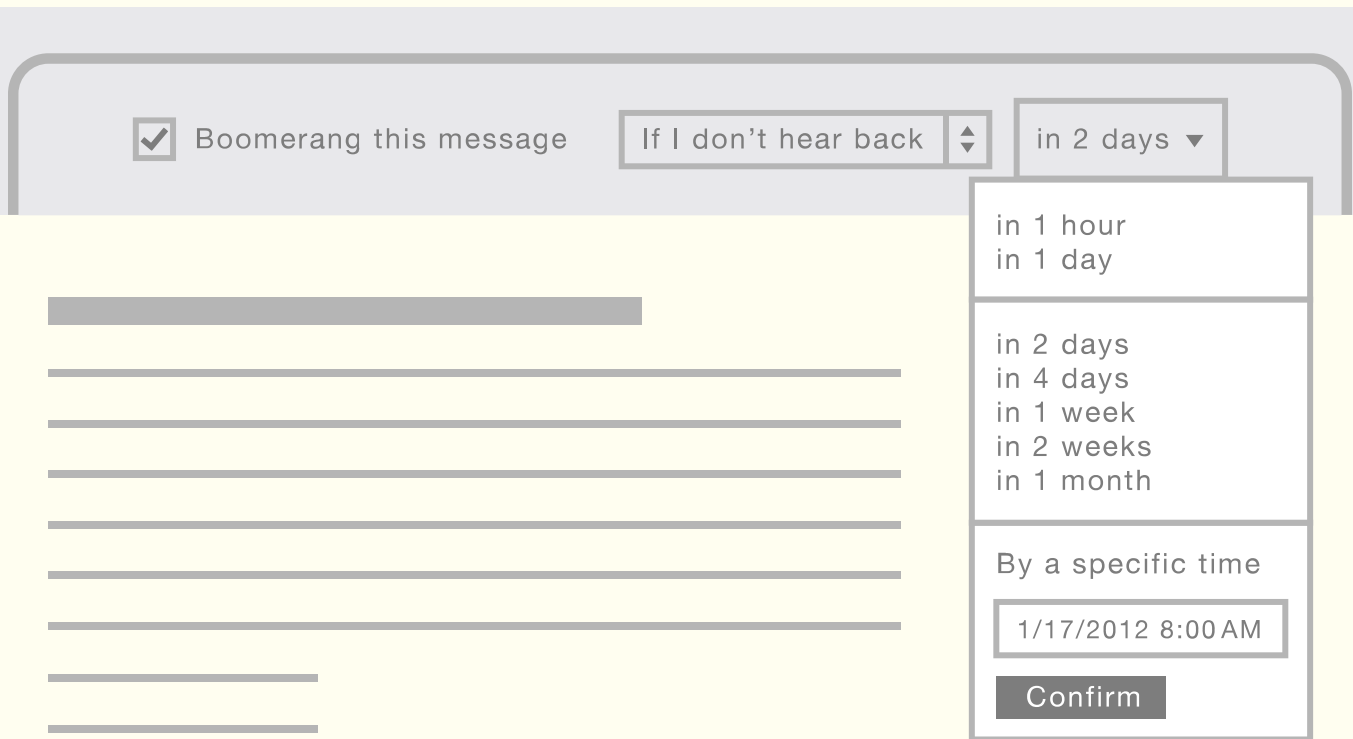 Boomerang this message
If I don't hear back
in 2 days
in 1 hour
in 1 day
in 2 days
in 4 days
in 1 week
in 2 weeks
in 1 month
By a specific time
1/17/2012 8:00 AM
Confirm